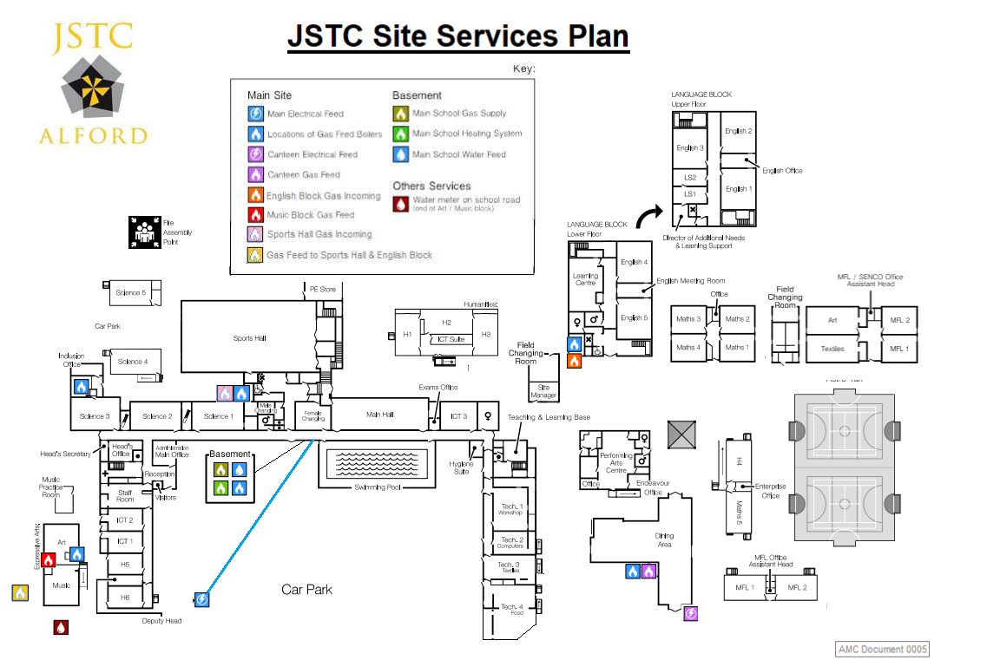 JSTC
ALFORD
JSTC Site Services Plan
Key:
Main Site
Main Electrical Feed
Locations of Gas Fired Boilers
Canteen Electrical Feed
Canteen Gas Feed
English Block Gas Incoming
Music Block Gas Feed
Sports Hall Gas Incoming
Gas Feed to Sports Hall & English Block
Basement
Main School Gas Supply
Main School Heating System
Main School Water Feed
Others Services
Water meter on school road
(end of Art / Music block)
LANGUAGE BLOCK
Upper Floor
English 2
English 3
English Office
LS2
English 1
LS1
Director of Additional Needs
& Learning Support
LANGUAGE BLOCK
Lower Floor
English 4
Learning
Centre
English Meeting Room
English 5
Fire
Assembly
Point
Science 5
Car Park
Science 4
PE Store
Sports Hall
Humanities:
H1
H2
ICT Suite
H3
Field
Changing
Room
Site
Manager
Office
Maths 3
Maths 2
Maths 4
Maths 1
Field
Changing
Room
MFL / SENCO Office
Assistant Head
Art
MFL 2
Textiles
MFL 1
Inclusion
Office
Science 3
Science 2
Science 1
Male
Changing
Female
Changing
Main Hall
Exams Office
ICT 3
Teaching & Learning Base
Head's Secretary
Head's
Office
Administration
Main Office
Reception
Visitors
Staff
Room
ICT 2
ICT 1
H5
H6
Deputy Head
Music
Practice
Room
Expressive Arts:
Art
Music
Basement
Swimming Pool
Hygiene
Suite
Tech. 1
Workshop
Tech. 2
Computers
Tech. 3
Textiles
Tech. 4
Food
Car Park
Performing
Arts
Centre
Office
Endeavour
Office
Dining
Area
H4
Enterprise
Office
Maths 5
MFL Office
Assistant Head
MFL 1
MFL 2
AMC Document 0005